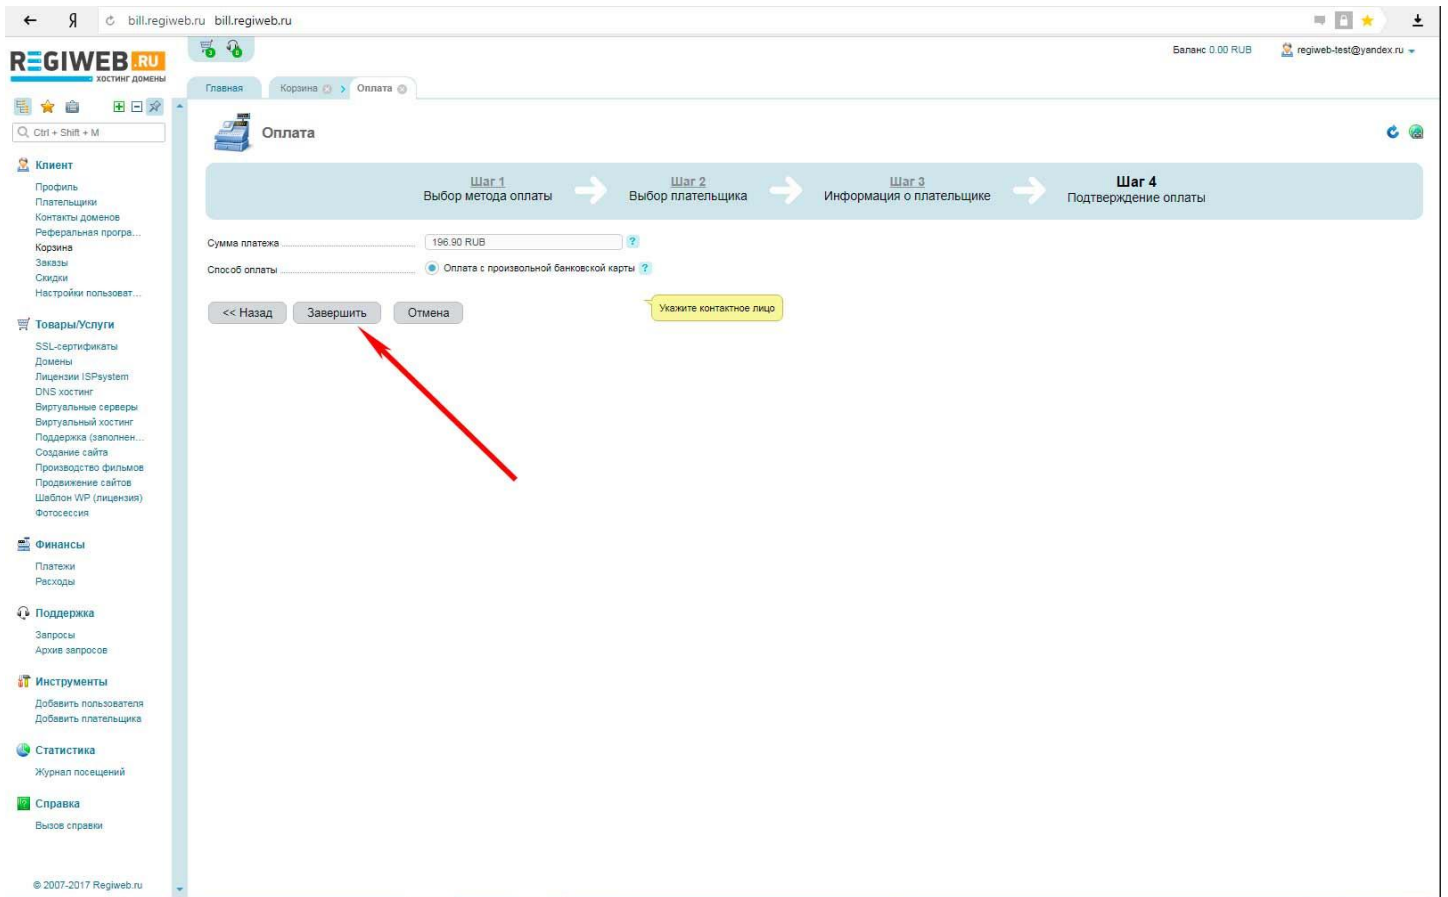 Я bill.regiweb.ru bill.regiweb.ru
REGIWEB.RU
ХОСТИНГ ДОМЕНЫ
Баланс 0.00 RUB regiweb-test@yandex.ru
Главная Корзина Оплата
Ctrl + Shift + M
Оплата
Шаг 1
Выбор метода оплаты
Шаг 2
Выбор плательщика
Шаг 3
Информация о плательщике
Шаг 4
Подтверждение оплаты
Сумма платежа 196.90 RUB ?
Способ оплаты Оплата с произвольной банковской карты ?
<< Назад Завершить Отмена
Укажите контактное лицо
Клиент
Профиль
Плательщики
Контакты доменов
Реферальная програ...
Корзина
Заказы
Скидки
Настройки пользоват...
Товары/Услуги
SSL-сертификаты
Домены
Лицензии ISPsystem
DNS хостинг
Виртуальные серверы
Виртуальный хостинг
Поддержка (заполнен...
Создание сайта
Производство фильмов
Продвижение сайтов
Шаблон WP (лицензия)
Фотосессия
Финансы
Платежи
Расходы
Поддержка
Запросы
Архив запросов
Инструменты
Добавить пользователя
Добавить плательщика
Статистика
Журнал посещений
Справка
Вызов справки
© 2007-2017 Regiweb.ru